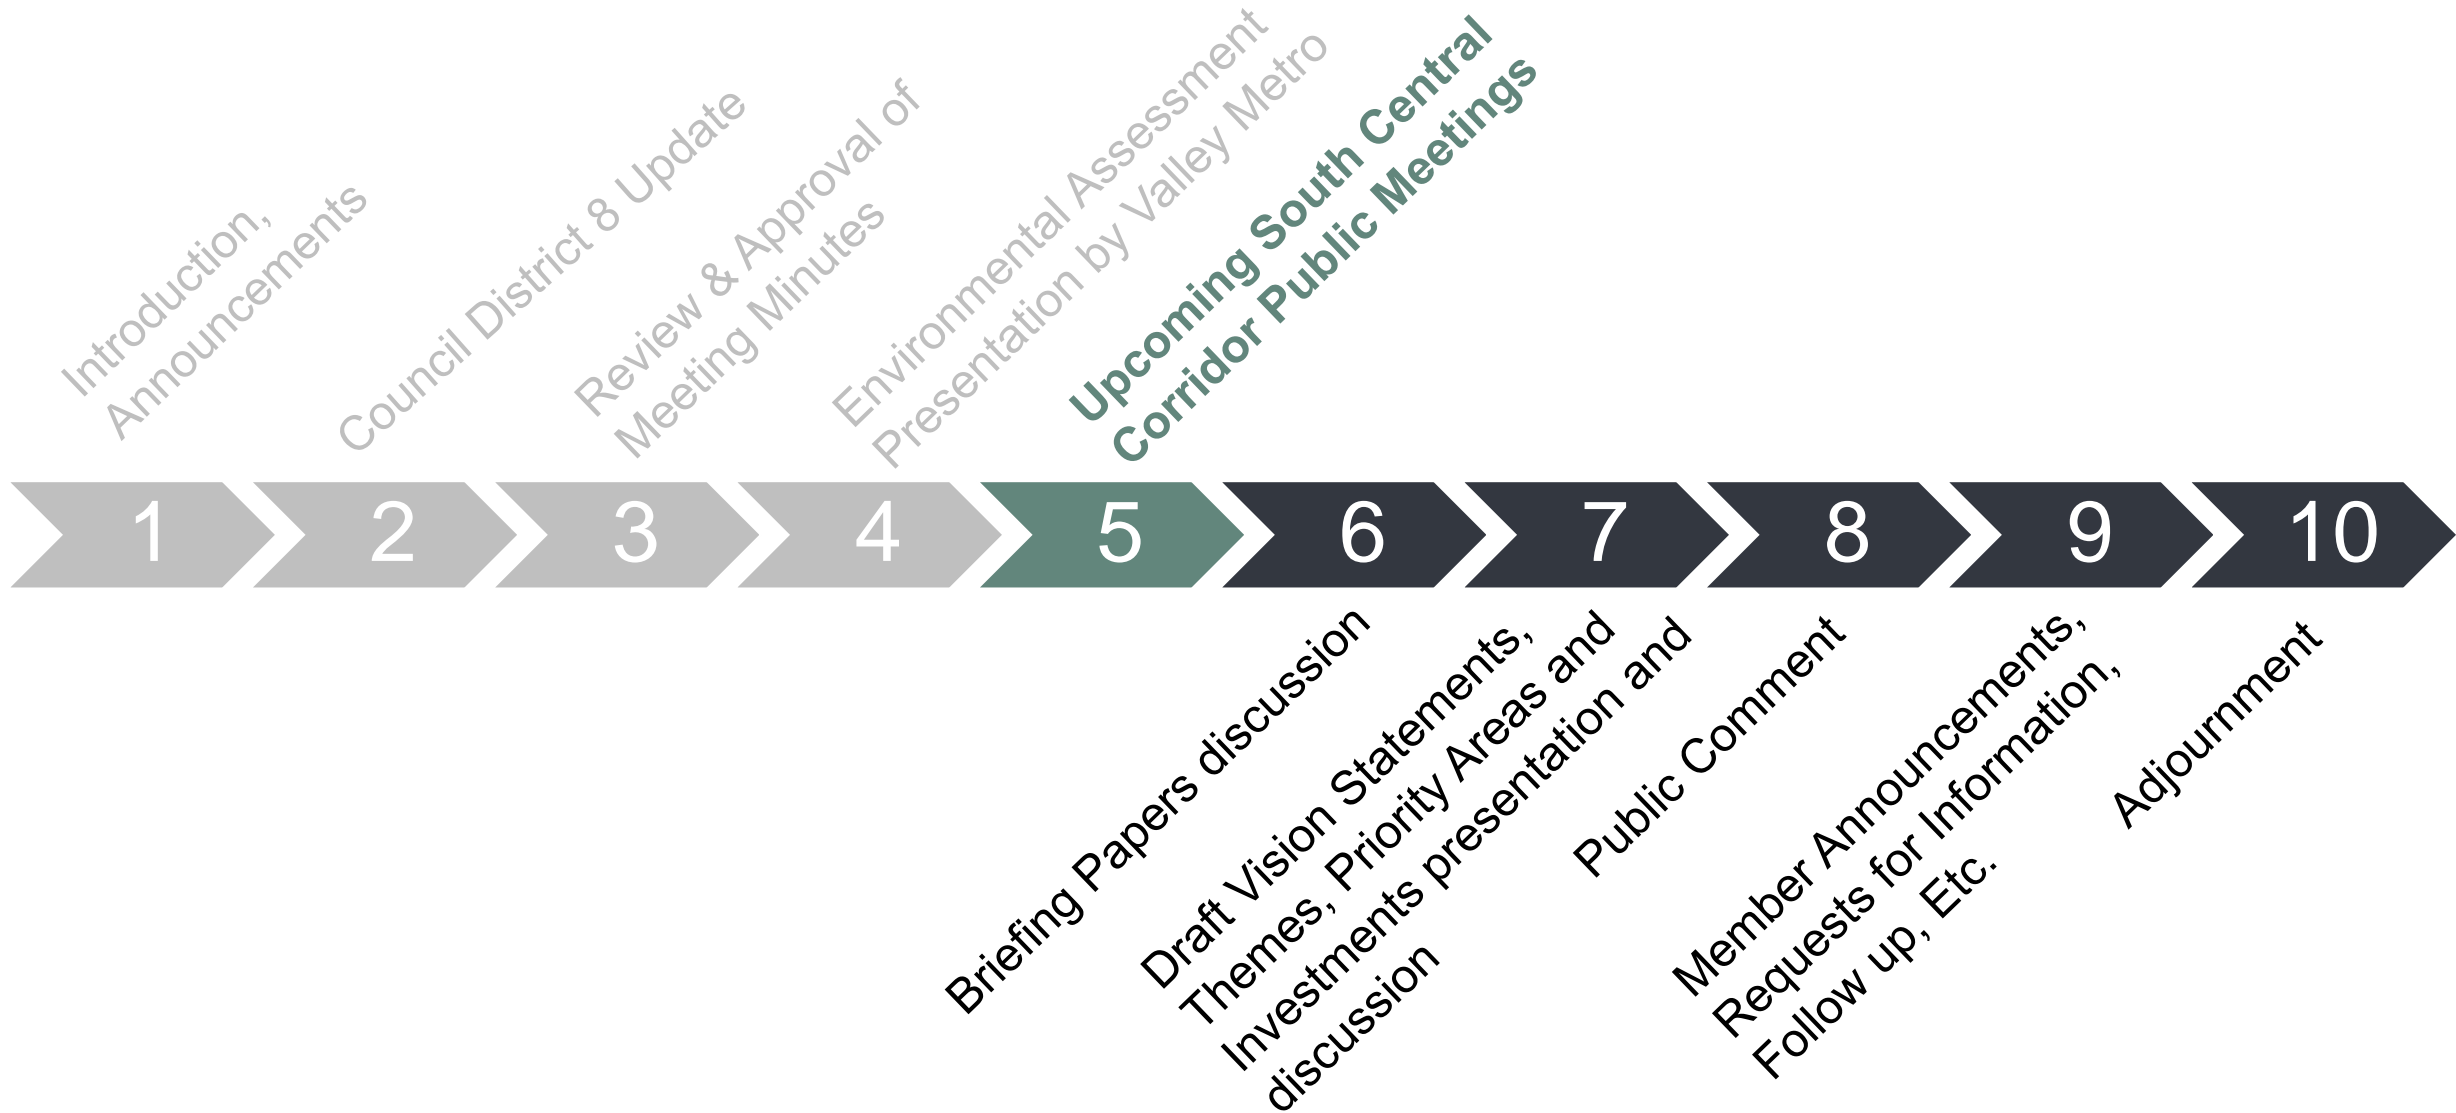 Introduction,
Announcements
Council District 8 Update
Review & Approval of
Meeting Minutes
Environmental Assessment
Presentation by Valley Metro
Upcoming South Central
Corridor Public Meetings
1
2
3
4
5
6
7
8
9
10
Briefing Papers discussion
Draft Vision Statements,
Themes, Priority Areas and
Investments presentation and
discussion
Public Comment
Member Announcements,
Requests for Information,
Follow up, Etc.
Adjournment